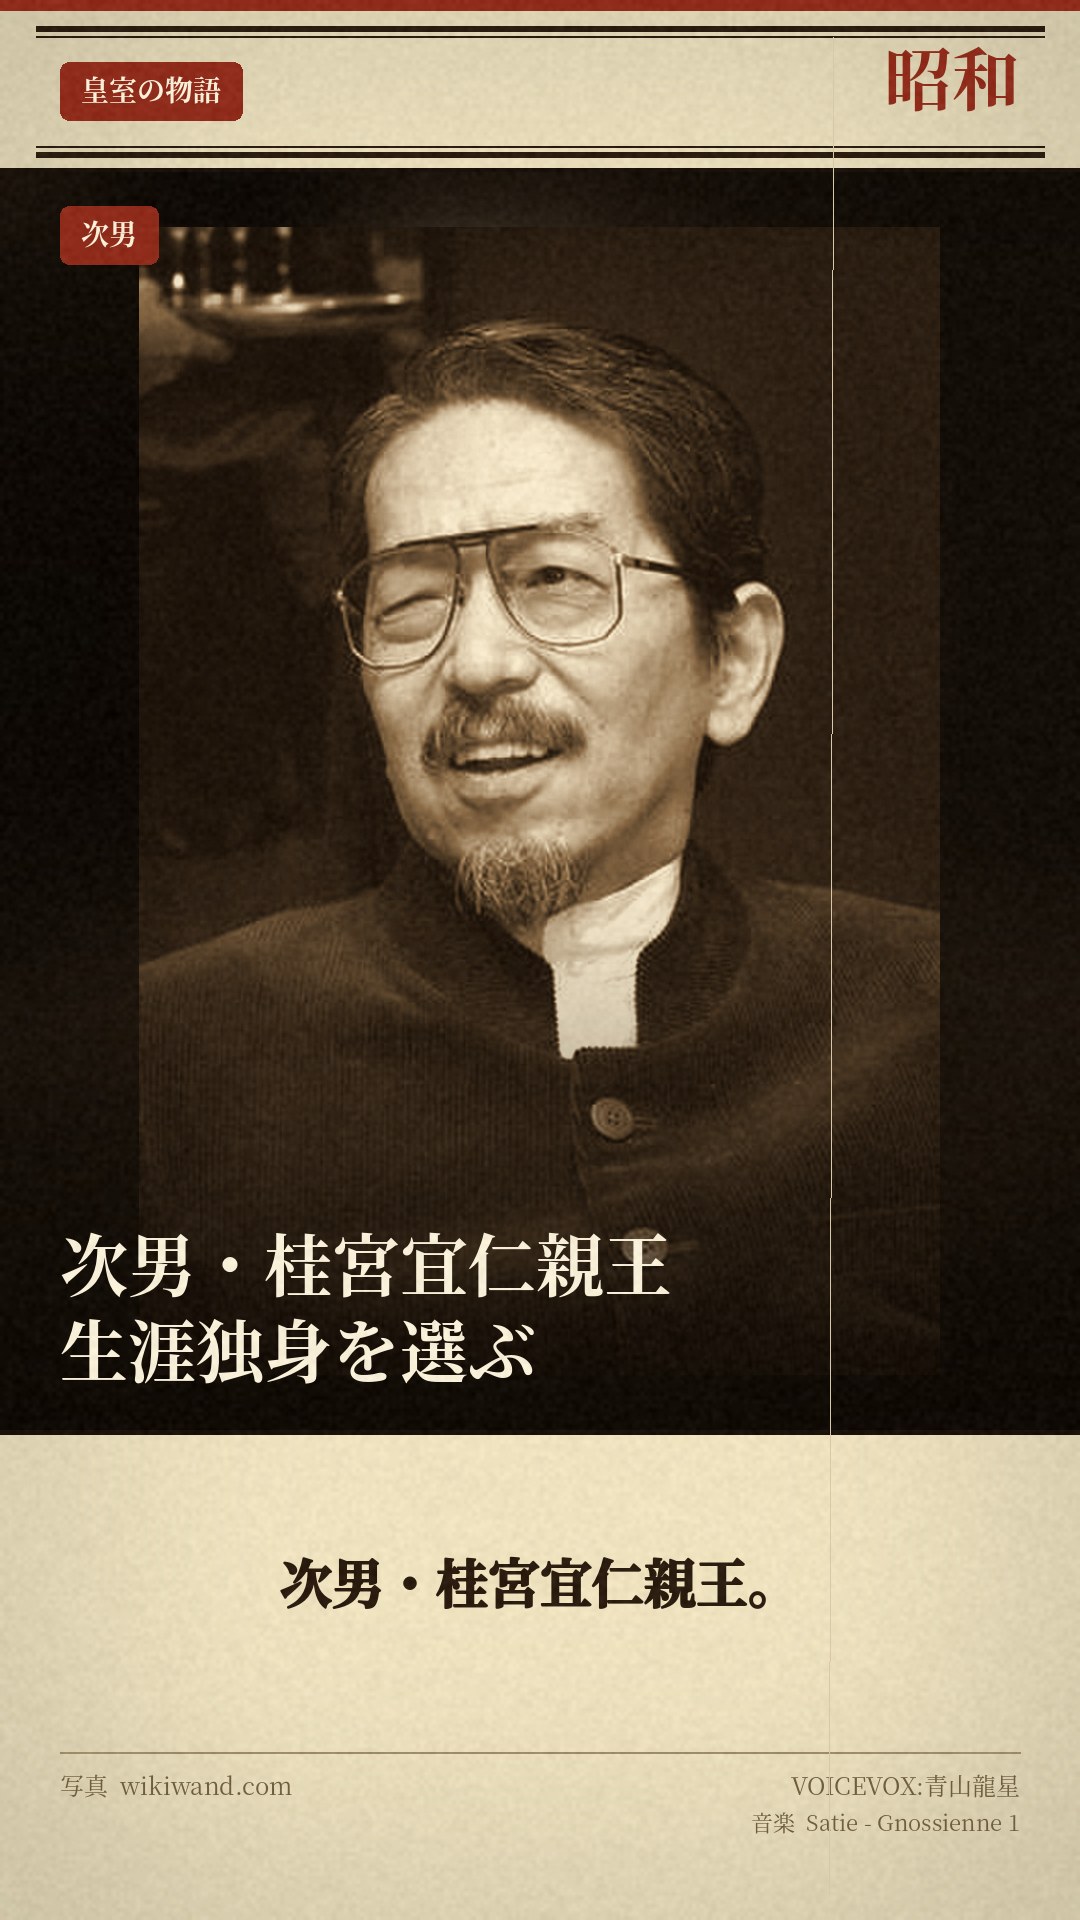 皇室の物語
昭和
次男
次男・桂宮宜仁親王
生涯独身を選ぶ
次男・桂宮宜仁親王。
写真 wikiwand.com
VOICEVOX:青山龍星
音楽 Satie - Gnossienne 1